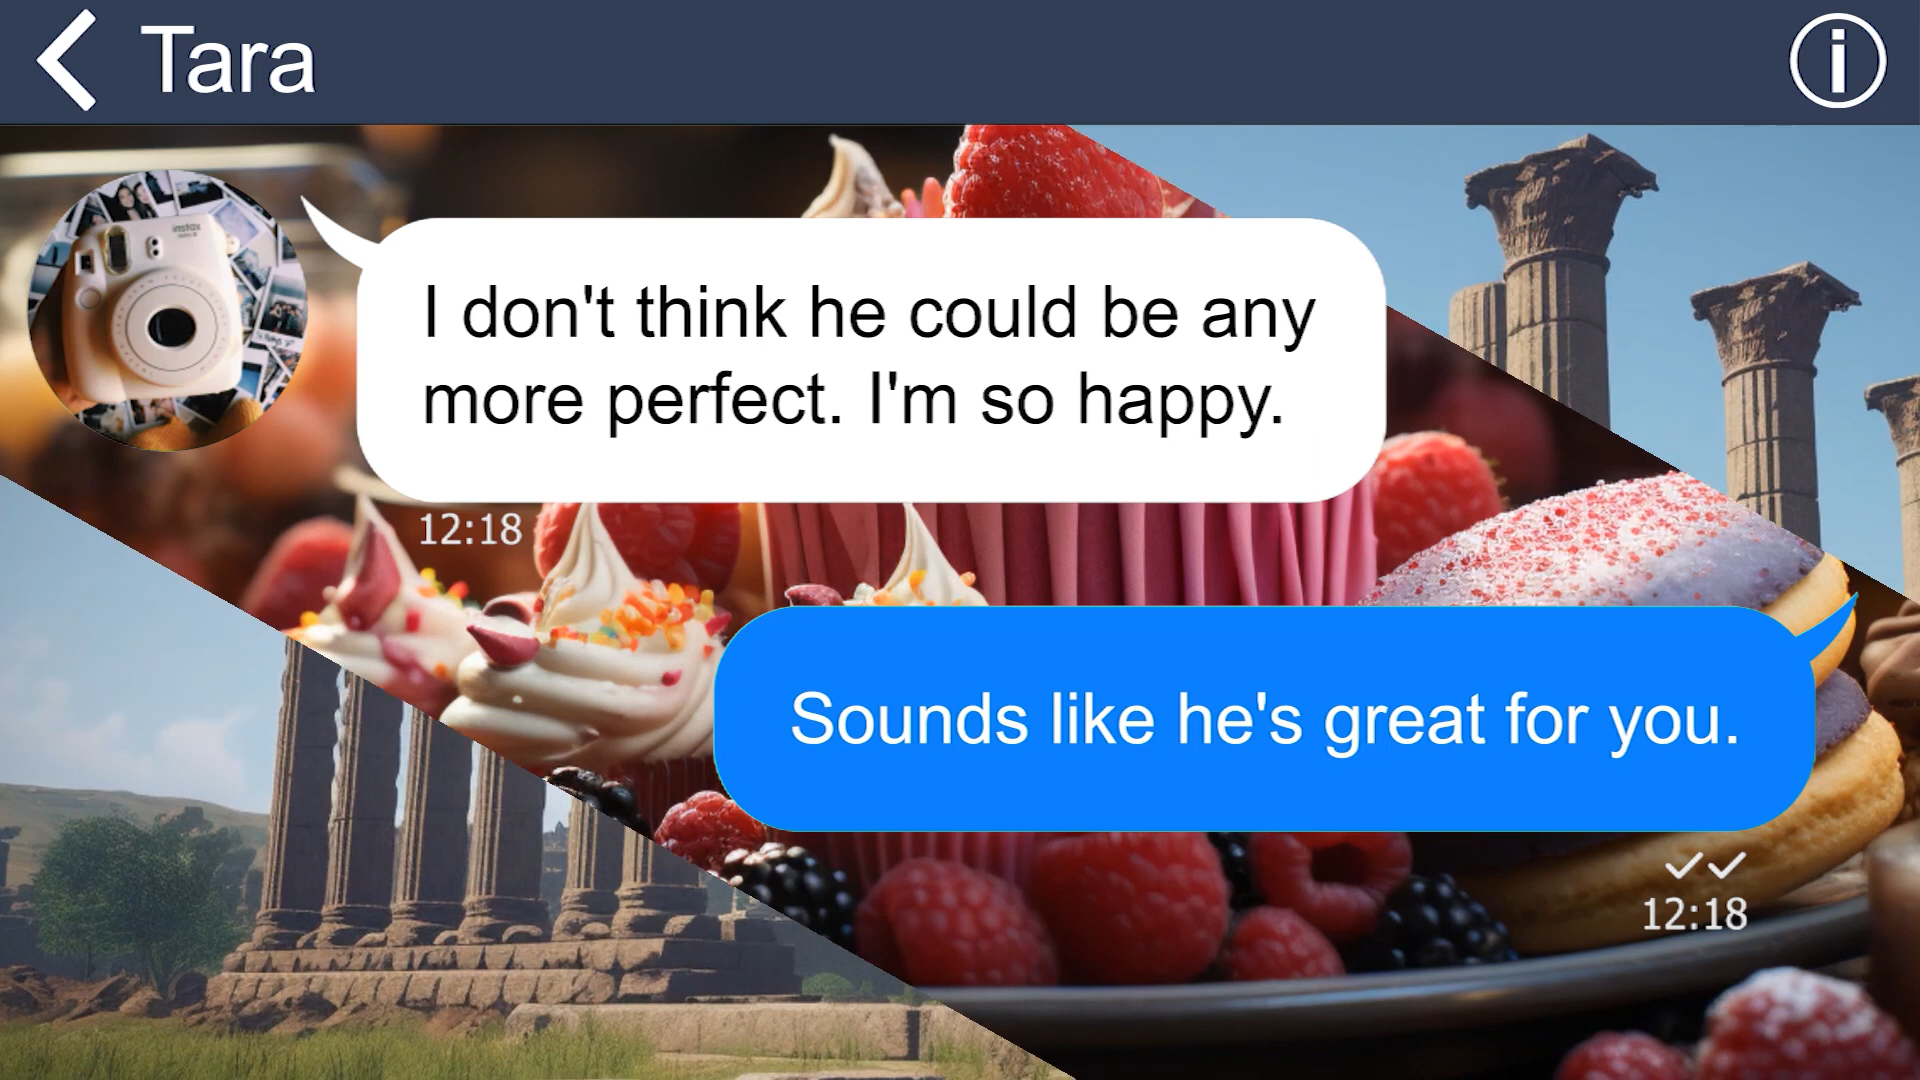 Tara
instax
I don't think he could be any
more perfect. I'm so happy.
12:18
Sounds like he's great for you.
12:18